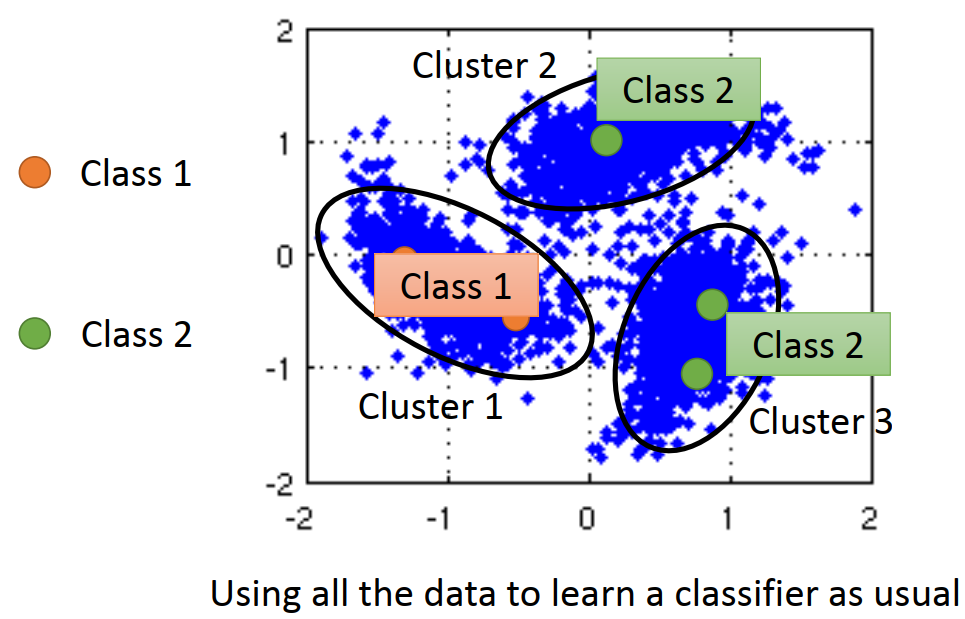 2
Cluster 2
Class 2
1
Class 1
0
Class 1
Class 2
Class 2
-1
Cluster 1
Cluster 3
-2
-2
-1
0
1
2
Using all the data to learn a classifier as usual